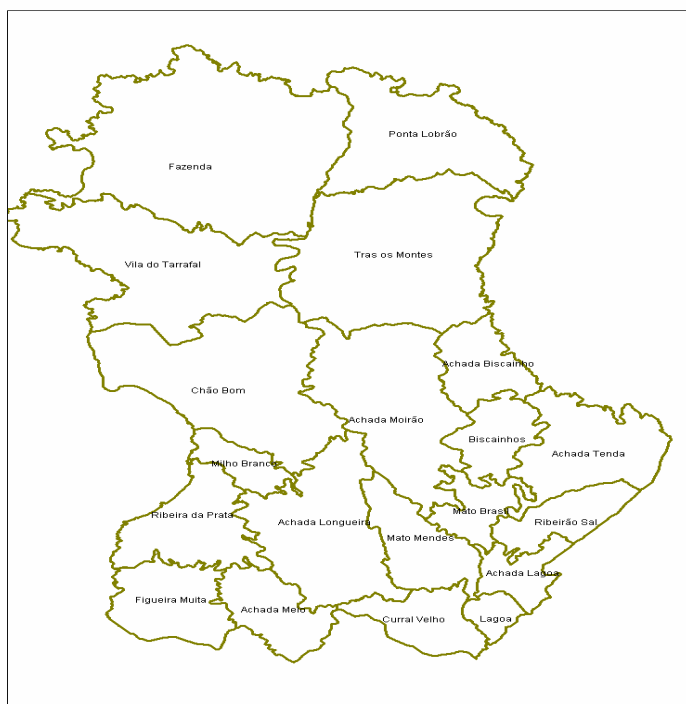 Ponta Lobrão
Fazenda
Tras os Montes
Vila do Tarrafal
Achada Biscainho
Chão Bom
Achada Moirão
Biscainhos
Achada Tenda
Milho Branco
Mato Brasil
Ribeira da Prata
Achada Longueira
Ribeirão Sal
Mato Mendes
Achada Lagoa
Figueira Muita
Achada Meio
Curral Velho
Lagoa